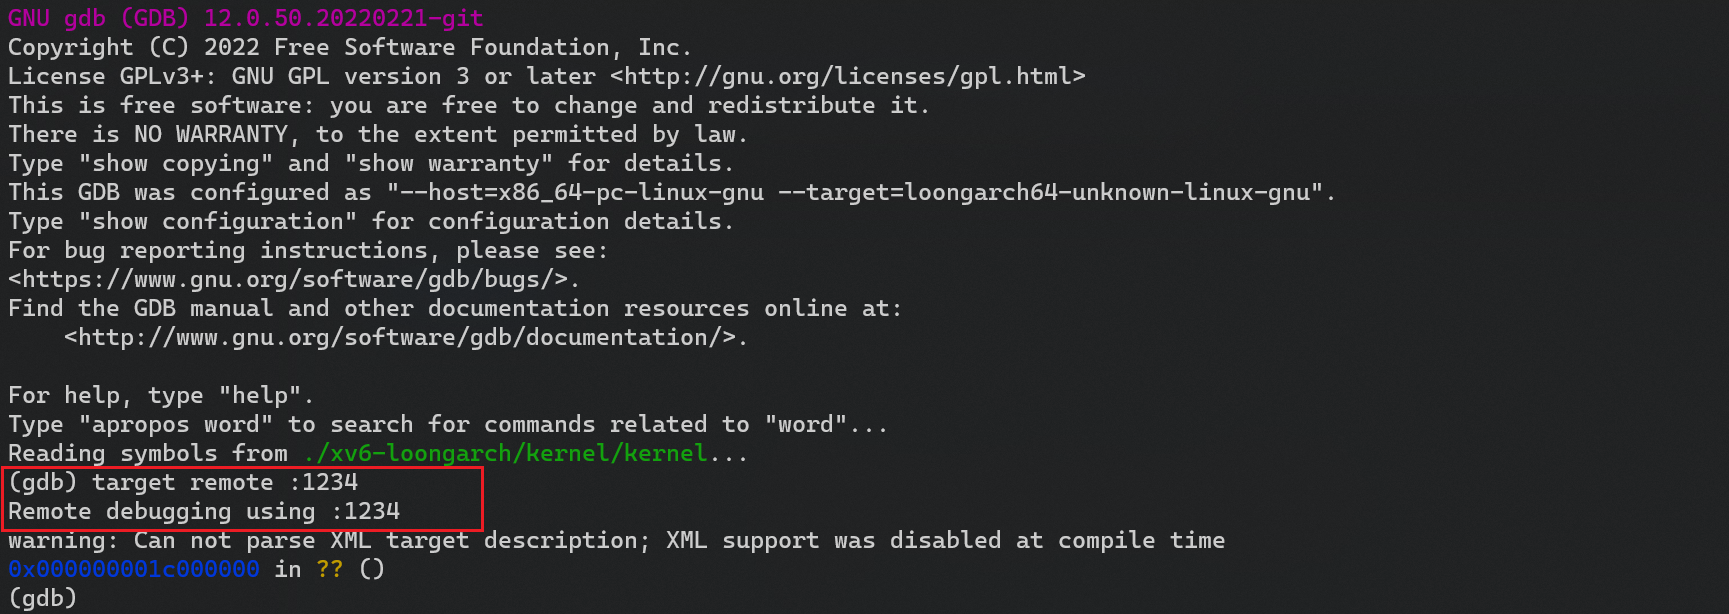 GNU gdb (GDB) 12.0.50.20220221-git
Copyright (C) 2022 Free Software Foundation, Inc.
License GPLv3+: GNU GPL version 3 or later <http://gnu.org/licenses/gpl.html>
This is free software: you are free to change and redistribute it.
There is NO WARRANTY, to the extent permitted by law.
Type "show copying" and "show warranty" for details.
This GDB was configured as "--host=x86_64-pc-linux-gnu --target=loongarch64-unknown-linux-gnu".
Type "show configuration" for configuration details.
For bug reporting instructions, please see:
<https://www.gnu.org/software/gdb/bugs/>.
Find the GDB manual and other documentation resources online at:
    <http://www.gnu.org/software/gdb/documentation/>.

For help, type "help".
Type "apropos word" to search for commands related to "word"...
Reading symbols from ./xv6-loongarch/kernel/kernel...
(gdb) target remote :1234
Remote debugging using :1234
warning: Can not parse XML target description; XML support was disabled at compile time
0x000000001c000000 in ?? ()
(gdb)